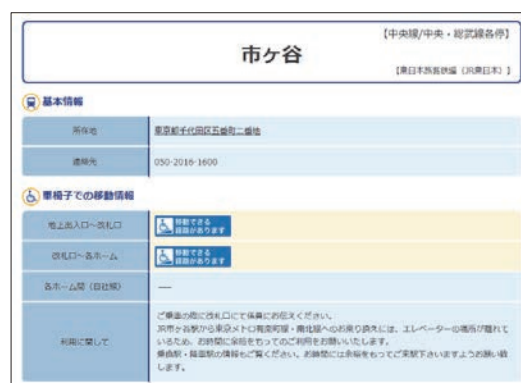 【中央線/中央・総武線各停】
市ヶ谷
【東日本旅客鉄道(JR東日本)】
基本情報
所在地
東京都千代田区五番町二番地
連絡先
050-2016-1600
車椅子での移動情報
地上出入口~改札口
移動できる
経路があります
改札口~各ホーム
移動できる
経路があります
各ホーム間(自社線)
―
利用に関して
ご乗車の際に改札口にて係員にお伝えください。
JR市ヶ谷駅から東京メトロ有楽町線・南北線へのお乗り換えには、エレベーターの場所が離れて
いるため、お時間に余裕をもってのご利用をお願いいたします。
乗換駅・降車駅の情報もご覧ください。お時間には余裕をもってご来駅下さいますようお願い致
します。